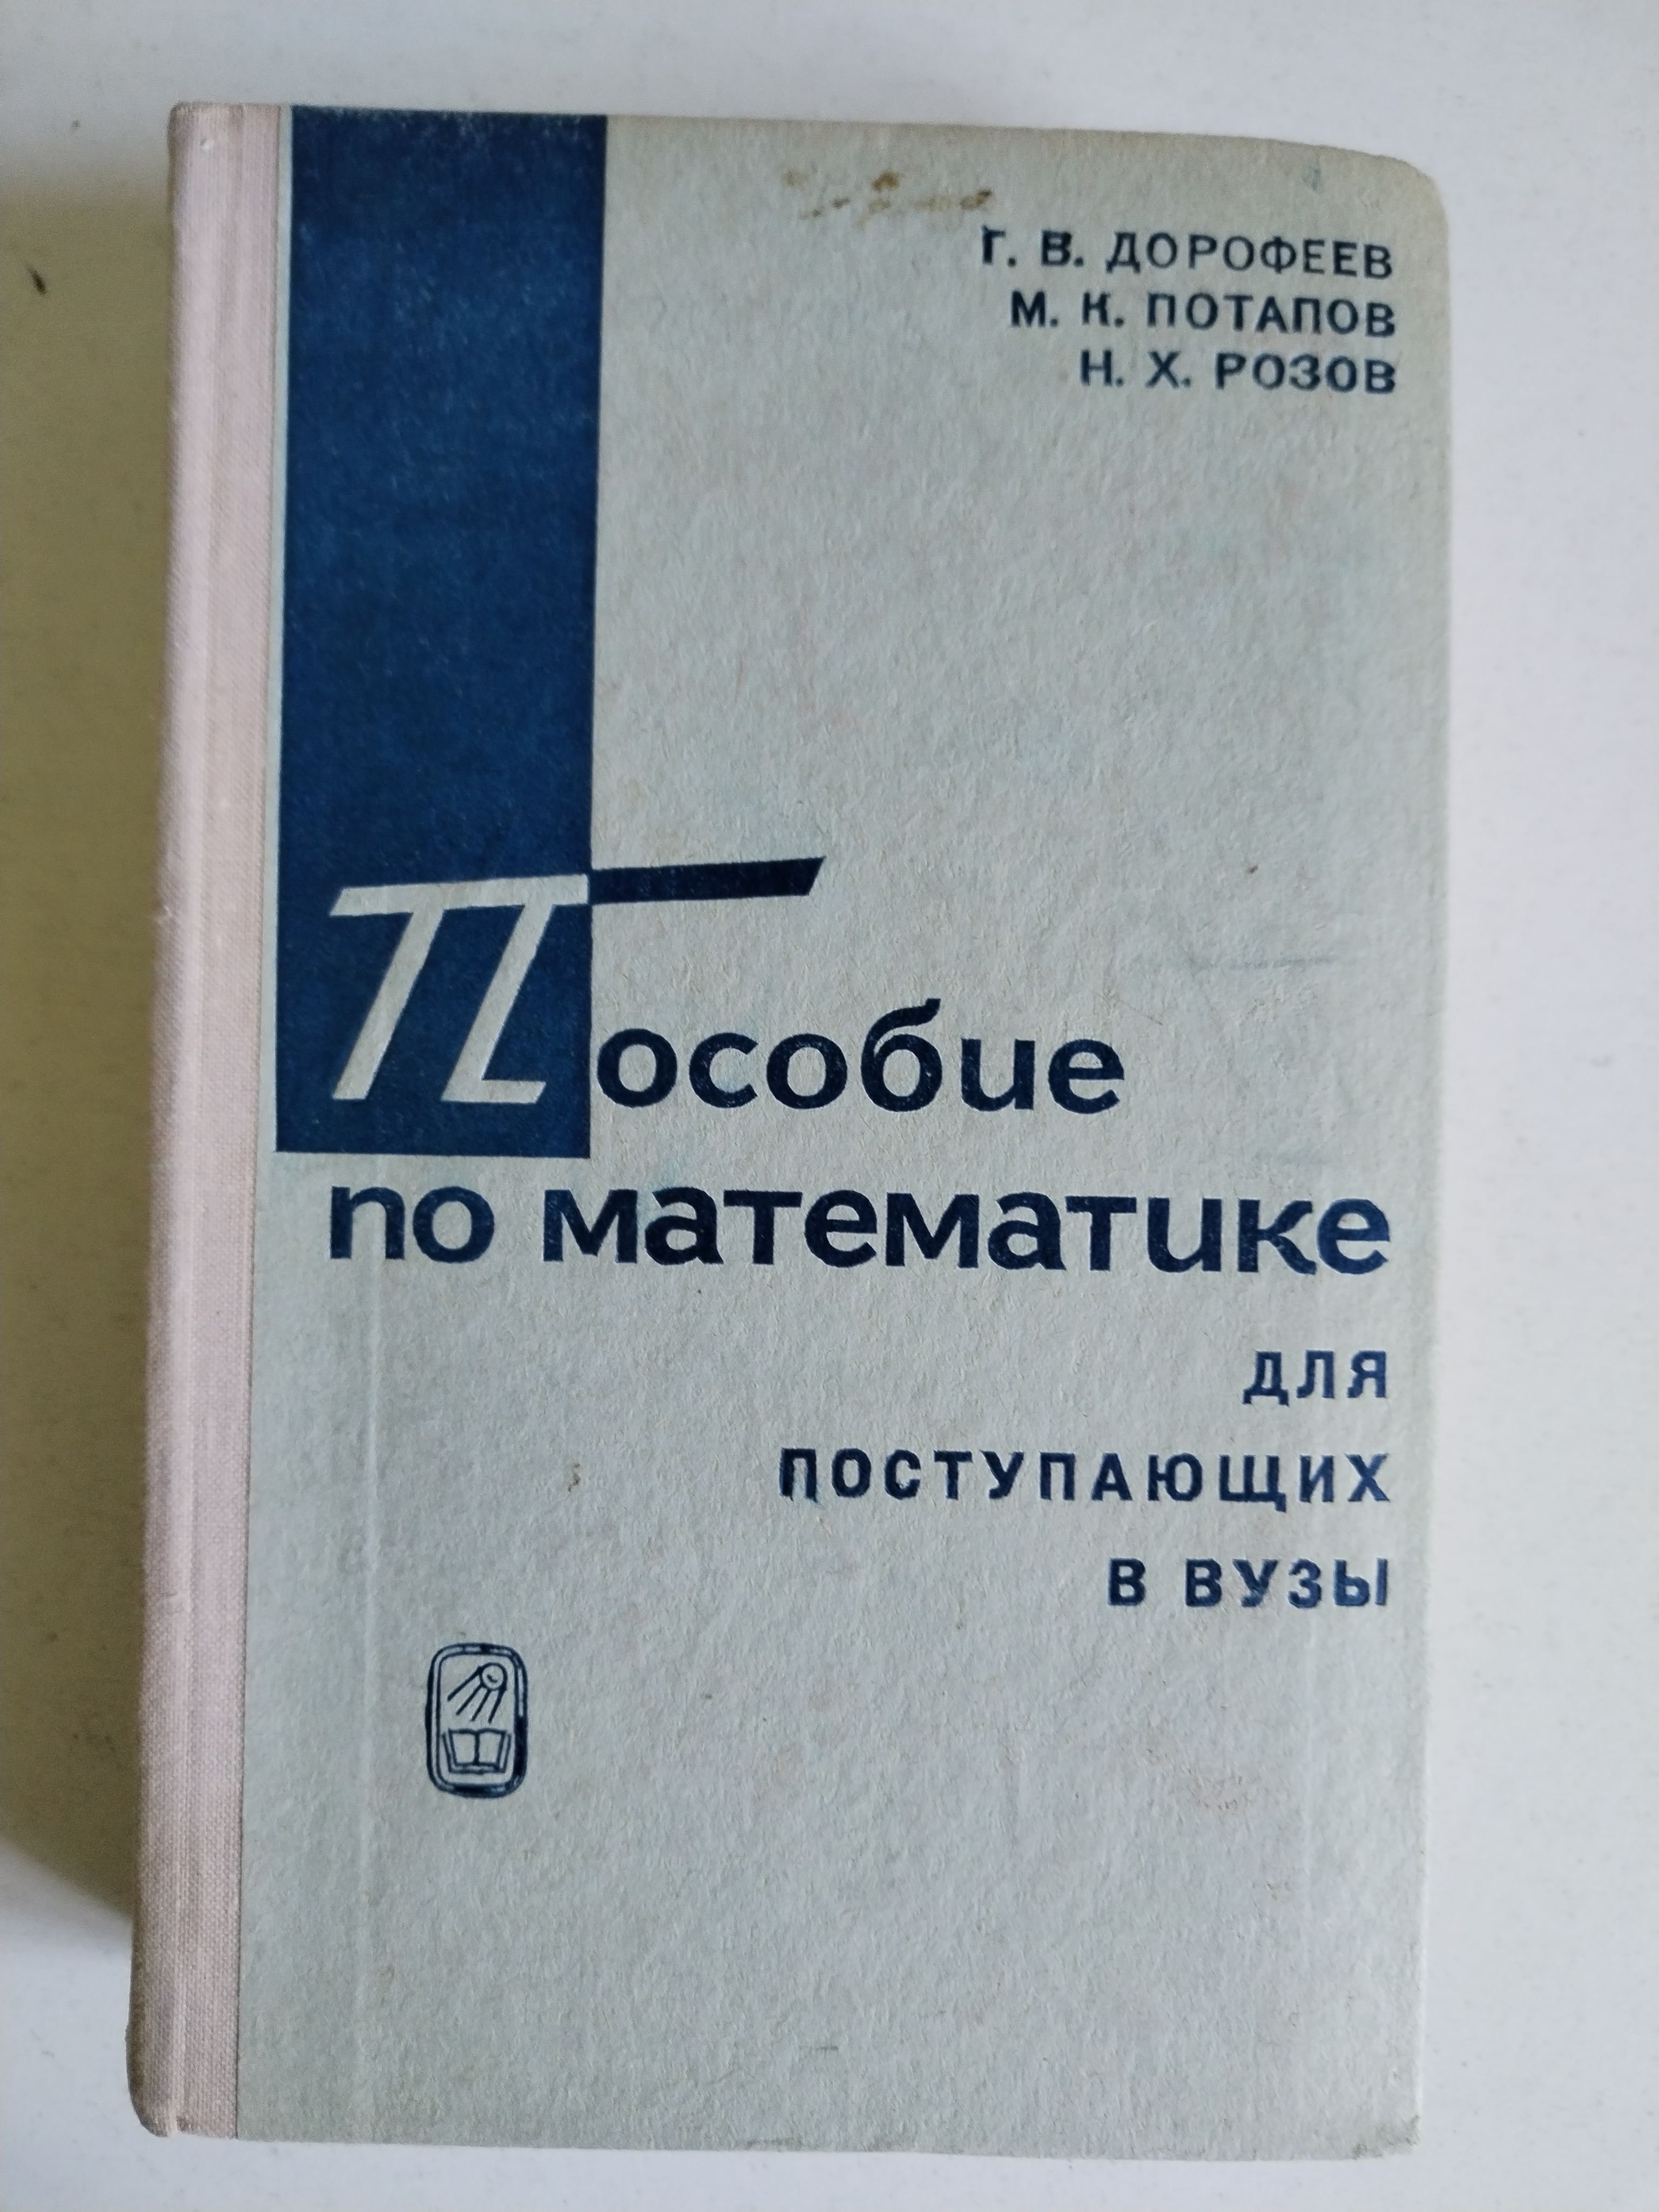 Г. В. ДОРОФЕЕВ
М. К. ПОТАПОВ
Н. Х. РОЗОВ
Пособие
по математике
ДЛЯ
ПОСТУПАЮЩИХ
В ВУЗЫ